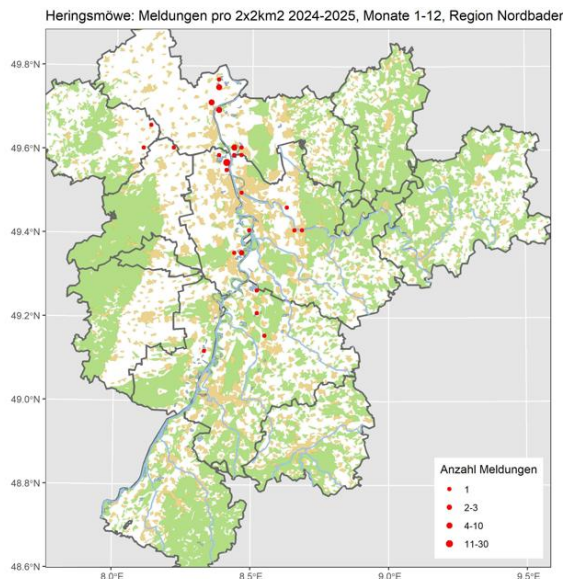 Heringsmöwe: Meldungen pro 2x2km2 2024-2025, Monate 1-12, Region Nordbaden
49.8°N
49.6°N
49.4°N
49.2°N
49.0°N
48.8°N
48.6°N
Anzahl Meldungen
1
2-3
4-10
11-30
8.0°E
8.5°E
9.0°E
9.5°E